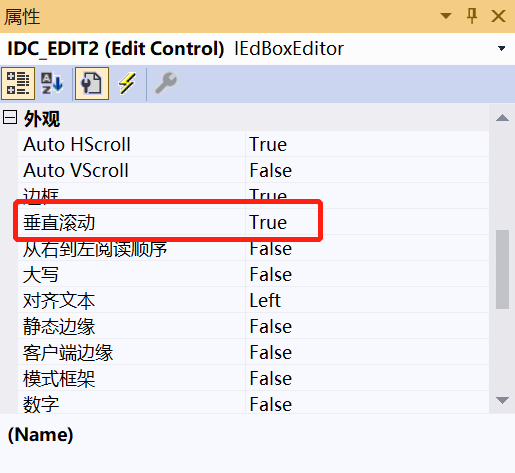 属性
IDC_EDIT2 (Edit Control) IEdBoxEditor
外观
Auto HScroll True
Auto VScroll False
边框 True
垂直滚动 True
从右到左阅读顺序 False
大写 False
对齐文本 Left
静态边缘 False
客户端边缘 False
模式框架 False
数字 False
(Name)